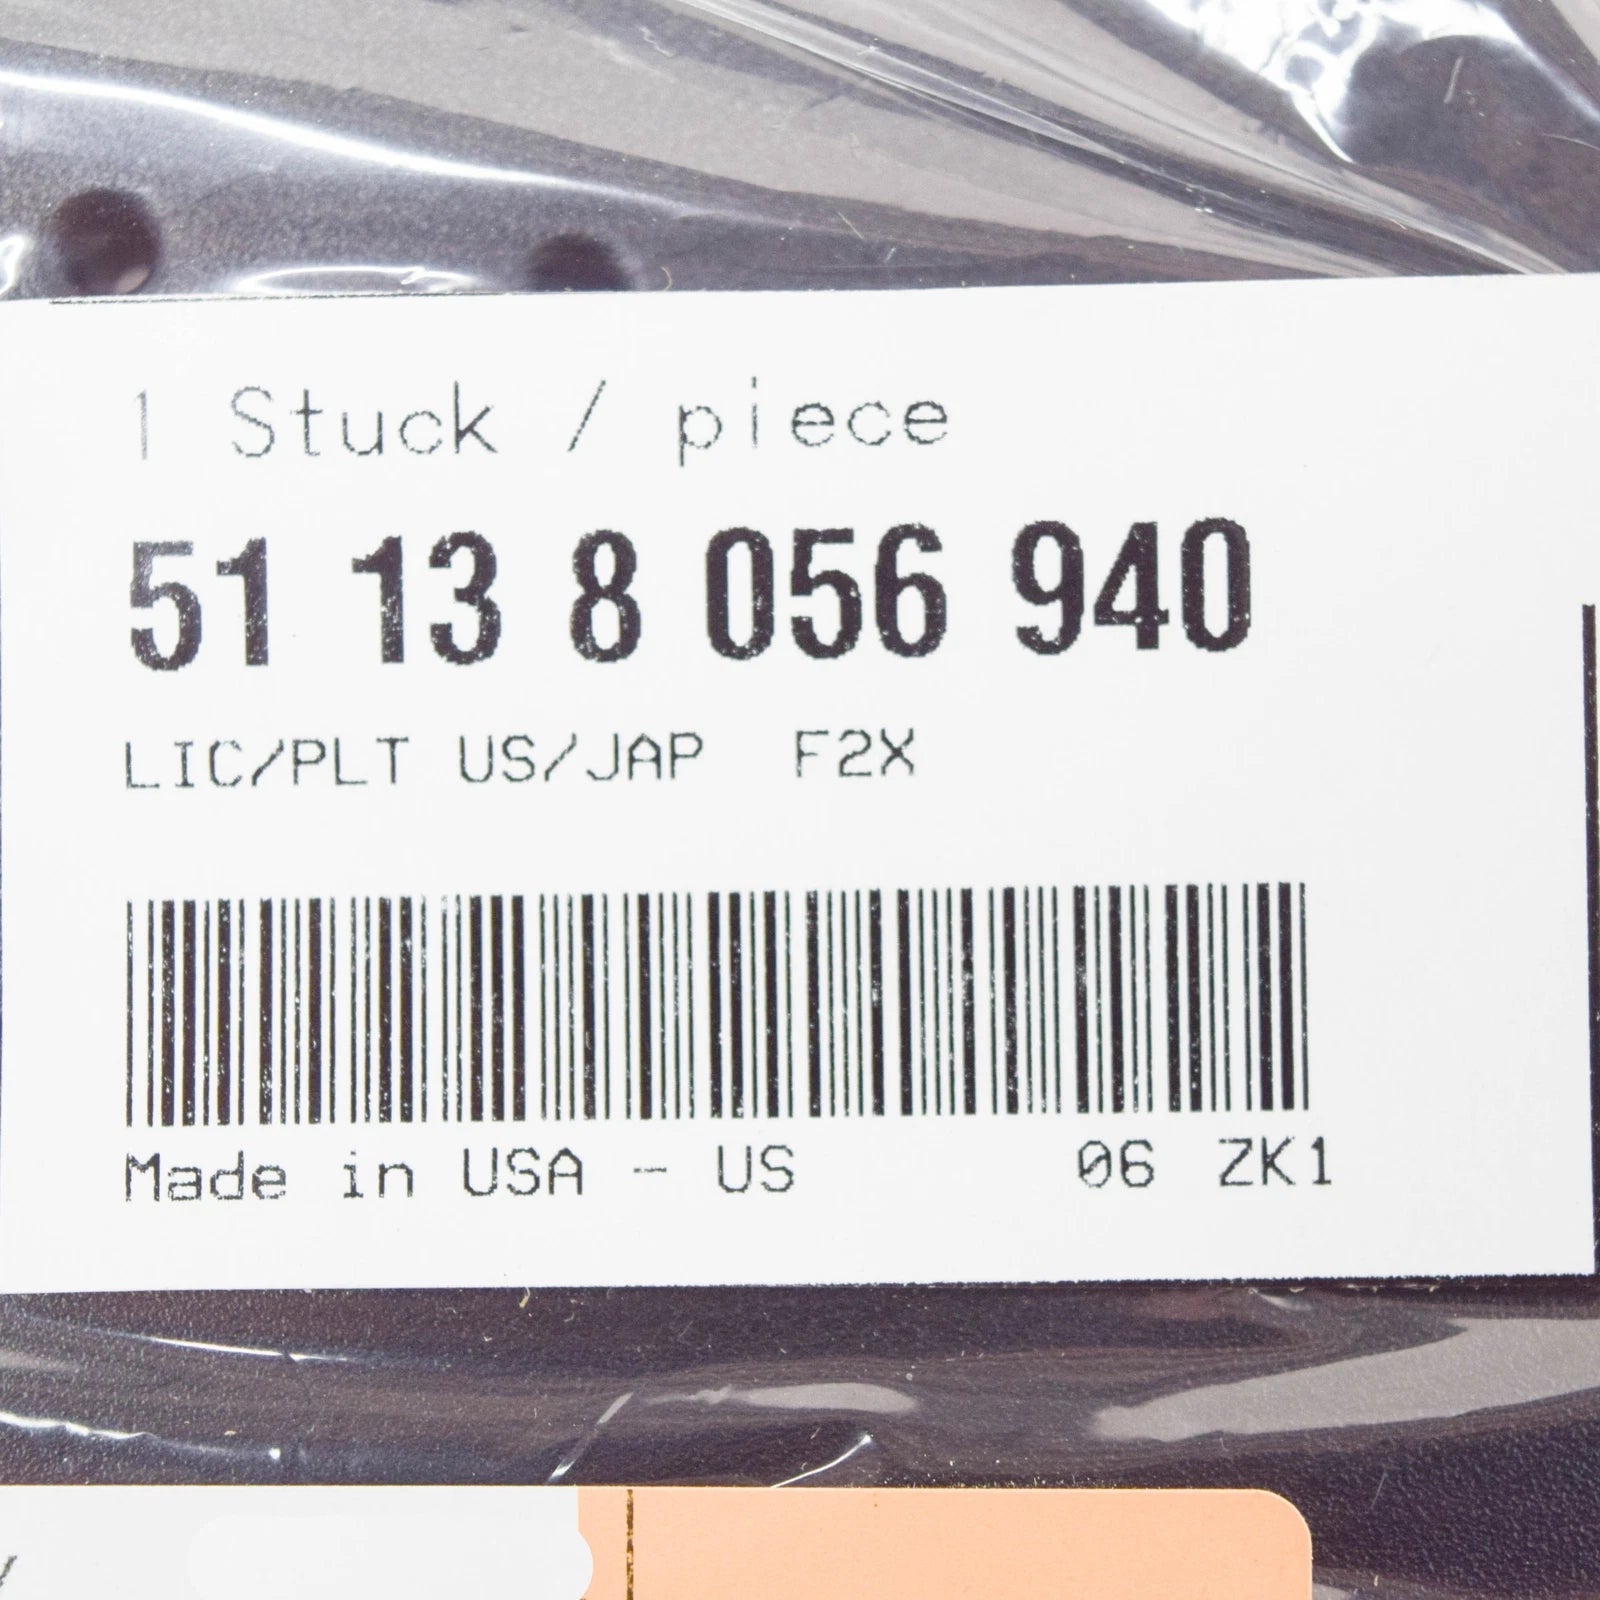 1 Stuck / piece
51 13 8 056 940
LIC/PLT US/JAP F2X
Made in USA - US 06 ZK1